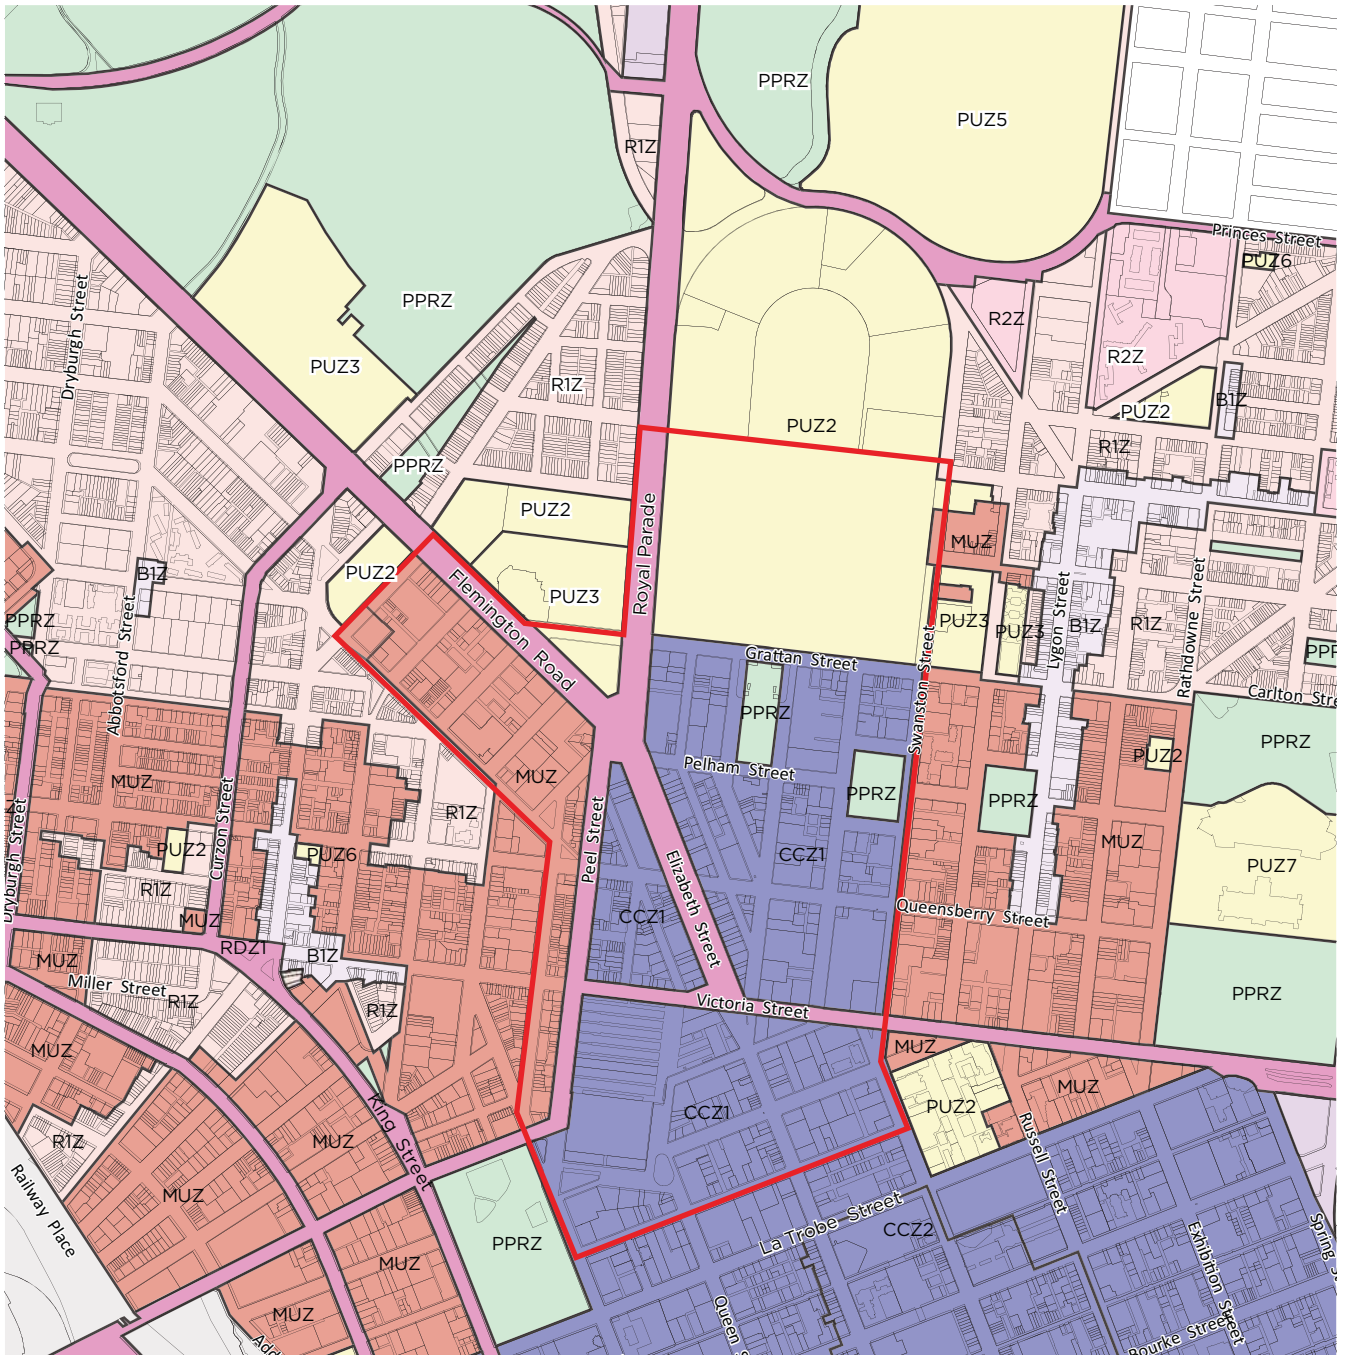 PPRZ
PUZ5
R1Z
Princes Street
PUZ6
Dryburgh Street
PPRZ
R2Z
PUZ3
R2Z
R1Z
B1Z
PUZ2
PUZ2
R1Z
PPRZ
PUZ2
Royal Parade
MUZ
B1Z
PUZ2
Flemington Road
PUZ3
PUZ3
PUZ3
Lygon Street
B1Z
R1Z
Rathdowne Street
PPRZ
PPRZ
Abbotsford Street
Grattan Street
Swanston Street
PPR
Carlton Stre
PPRZ
PPRZ
MUZ
Pelham Street
MUZ
PUZ2
PPRZ
PPRZ
R1Z
Curzon Street
Peel Street
Elizabeth Street
CCZ1
MUZ
PUZ2
PUZ6
PUZ7
Dryburgh Street
R1Z
CCZ1
Queensberry Street
MUZ
RDZ1
B1Z
MUZ
Miller Street
R1Z
R1Z
Victoria Street
PPRZ
MUZ
MUZ
MUZ
CCZ1
PUZ2
King Street
MUZ
R1Z
Russell Street
Railway Place
MUZ
La Trobe Street
CCZ2
PPRZ
MUZ
Exhibition Street
Spring S
MUZ
Queen S
Bourke Street